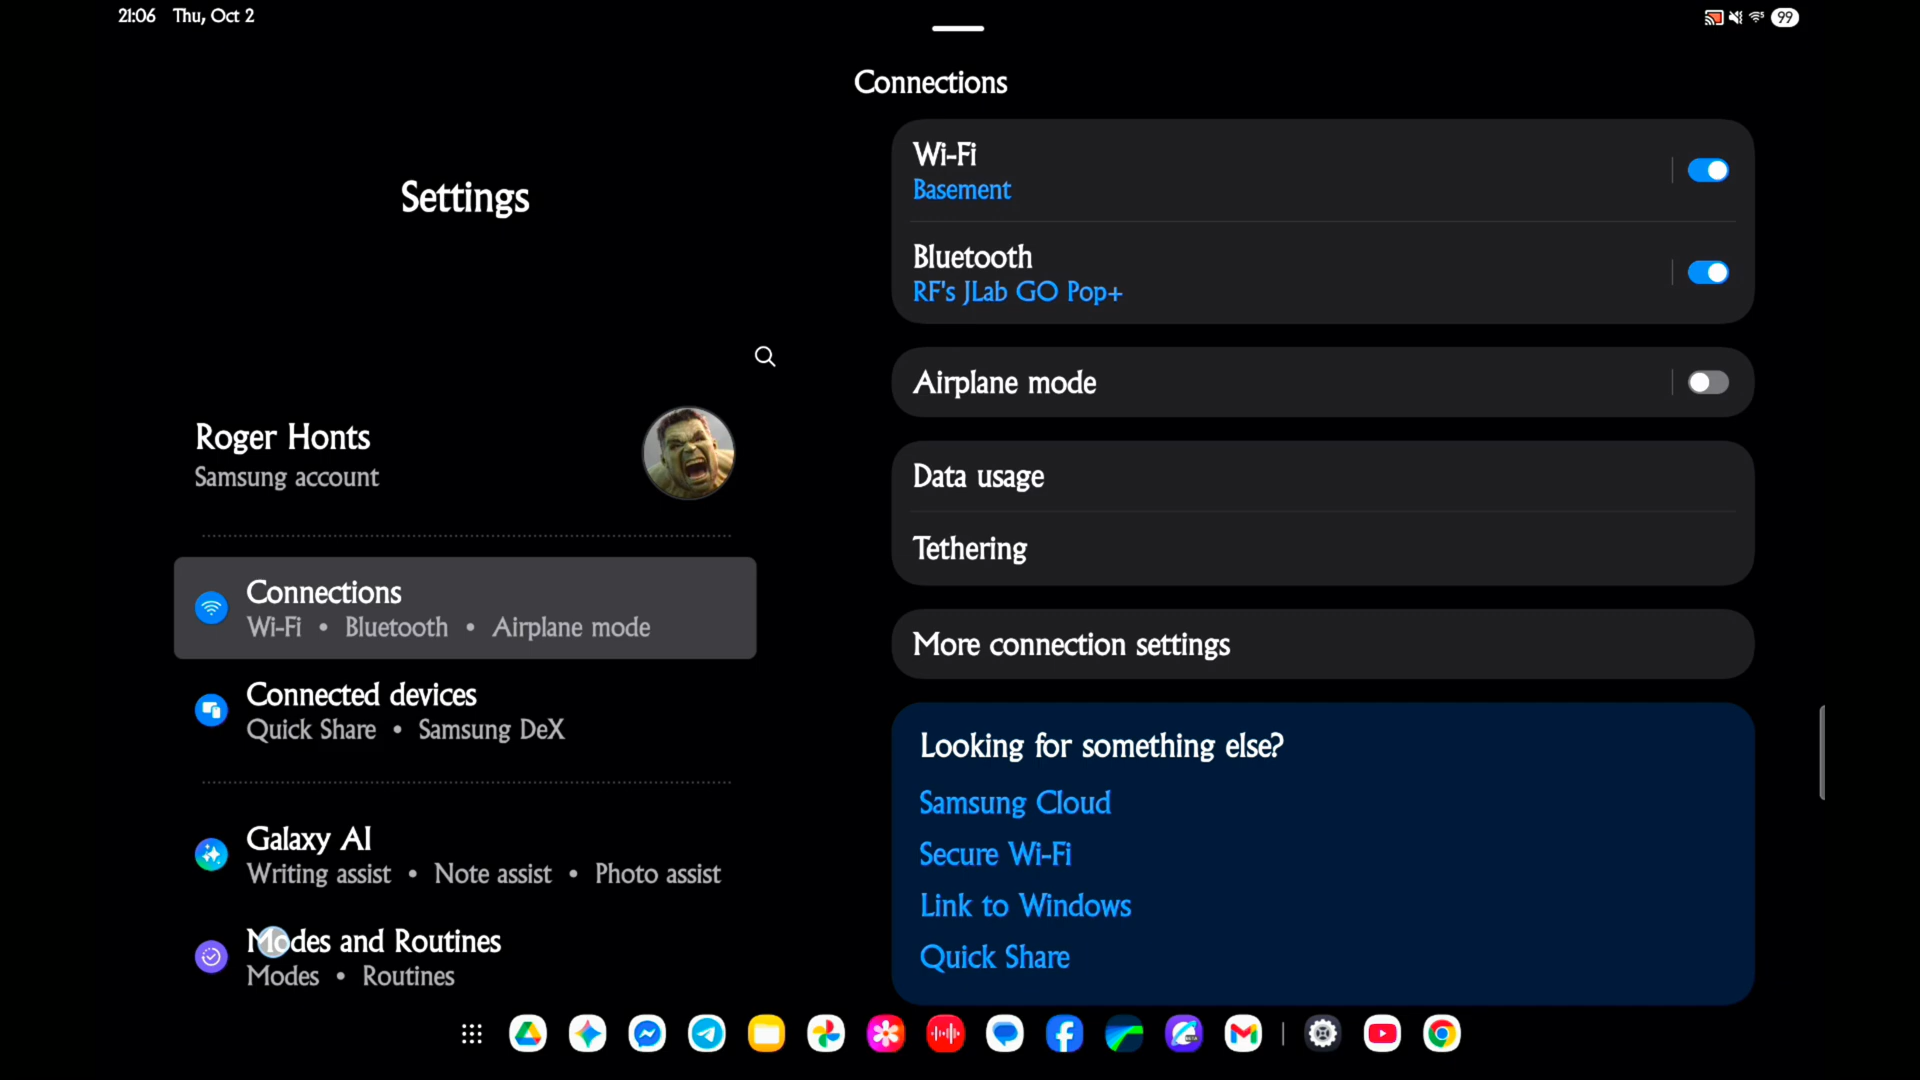 21:06 Thu, Oct 2
99
Settings
Roger Honts
Samsung account
Connections
Wi-Fi • Bluetooth • Airplane mode
Connected devices
Quick Share • Samsung DeX
Galaxy AI
Writing assist • Note assist • Photo assist
Modes and Routines
Modes • Routines
Connections
Wi-Fi
Basement
Bluetooth
RF's JLab GO Pop+
Airplane mode
Data usage
Tethering
More connection settings
Looking for something else?
Samsung Cloud
Secure Wi-Fi
Link to Windows
Quick Share